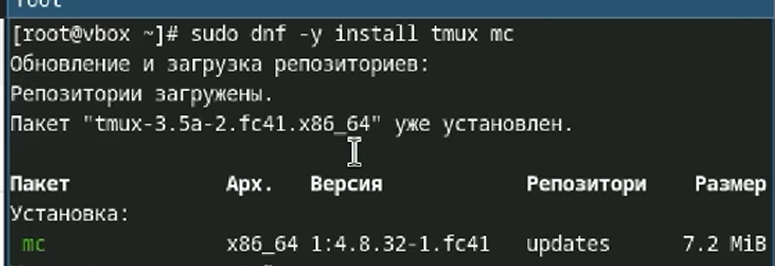 root
[root@vbox ~]# sudo dnf -y install tmux mc
Обновление и загрузка репозиториев:
Репозитории загружены.
Пакет "tmux-3.5a-2.fc41.x86_64" уже установлен.
Пакет Арх. Версия Репозитори Размер
Установка:
mc x86_64 1:4.8.32-1.fc41 updates 7.2 MiB